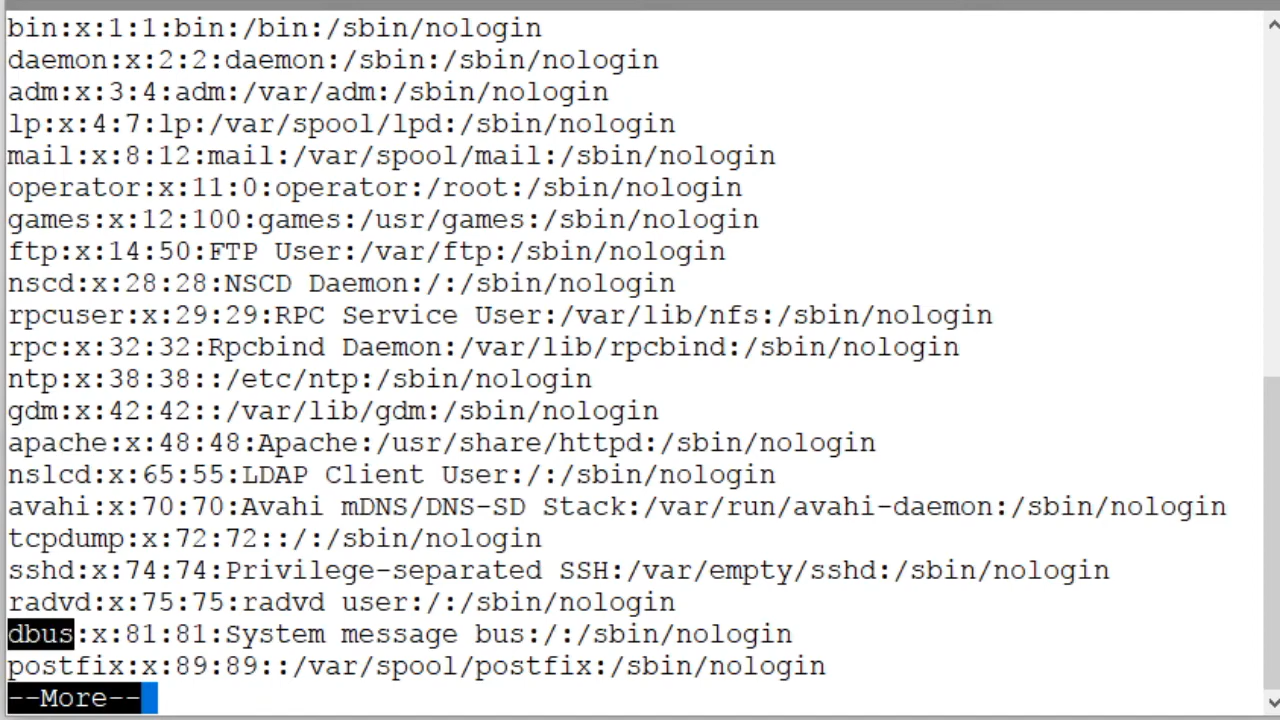 bin:x:1:1:bin:/bin:/sbin/nologin
daemon:x:2:2:daemon:/sbin:/sbin/nologin
adm:x:3:4:adm:/var/adm:/sbin/nologin
lp:x:4:7:lp:/var/spool/lpd:/sbin/nologin
mail:x:8:12:mail:/var/spool/mail:/sbin/nologin
operator:x:11:0:operator:/root:/sbin/nologin
games:x:12:100:games:/usr/games:/sbin/nologin
ftp:x:14:50:FTP User:/var/ftp:/sbin/nologin
nscd:x:28:28:NSCD Daemon:/:/sbin/nologin
rpcuser:x:29:29:RPC Service User:/var/lib/nfs:/sbin/nologin
rpc:x:32:32:Rpcbind Daemon:/var/lib/rpcbind:/sbin/nologin
ntp:x:38:38::/etc/ntp:/sbin/nologin
gdm:x:42:42::/var/lib/gdm:/sbin/nologin
apache:x:48:48:Apache:/usr/share/httpd:/sbin/nologin
nslcd:x:65:55:LDAP Client User:/:/sbin/nologin
avahi:x:70:70:Avahi mDNS/DNS-SD Stack:/var/run/avahi-daemon:/sbin/nologin
tcpdump:x:72:72::/:/sbin/nologin
sshd:x:74:74:Privilege-separated SSH:/var/empty/sshd:/sbin/nologin
radvd:x:75:75:radvd user:/:/sbin/nologin
dbus:x:81:81:System message bus:/:/sbin/nologin
postfix:x:89:89::/var/spool/postfix:/sbin/nologin
--More--